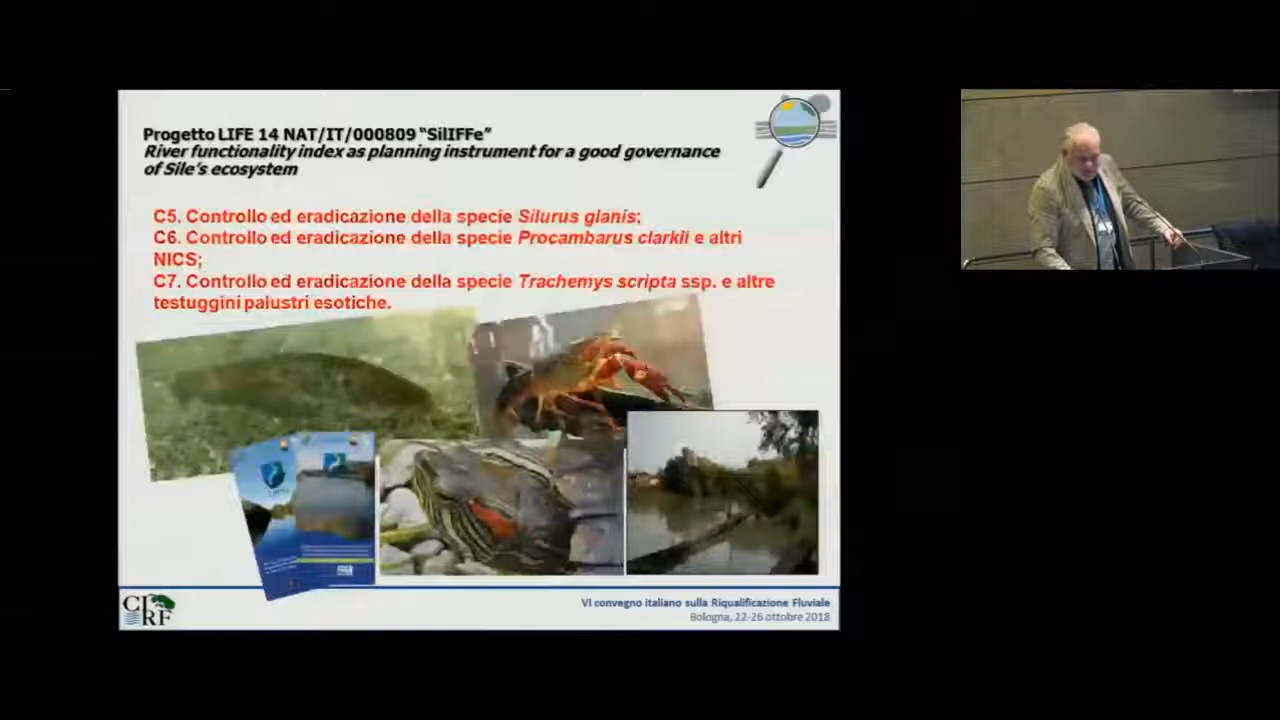 Progetto LIFE 14 NAT/IT/000809 "SilIFFe"
River functionality index as planning instrument for a good governance
of Sile's ecosystem
C5. Controllo ed eradicazione della specie Silurus glanis;
C6. Controllo ed eradicazione della specie Procambarus clarkii e altri
NICS;
C7. Controllo ed eradicazione della specie Trachemys scripta ssp. e altre
testuggini palustri esotiche.
CIRF
VI convegno italiano sulla Riqualificazione Fluviale
Bologna, 22-26 ottobre 2018